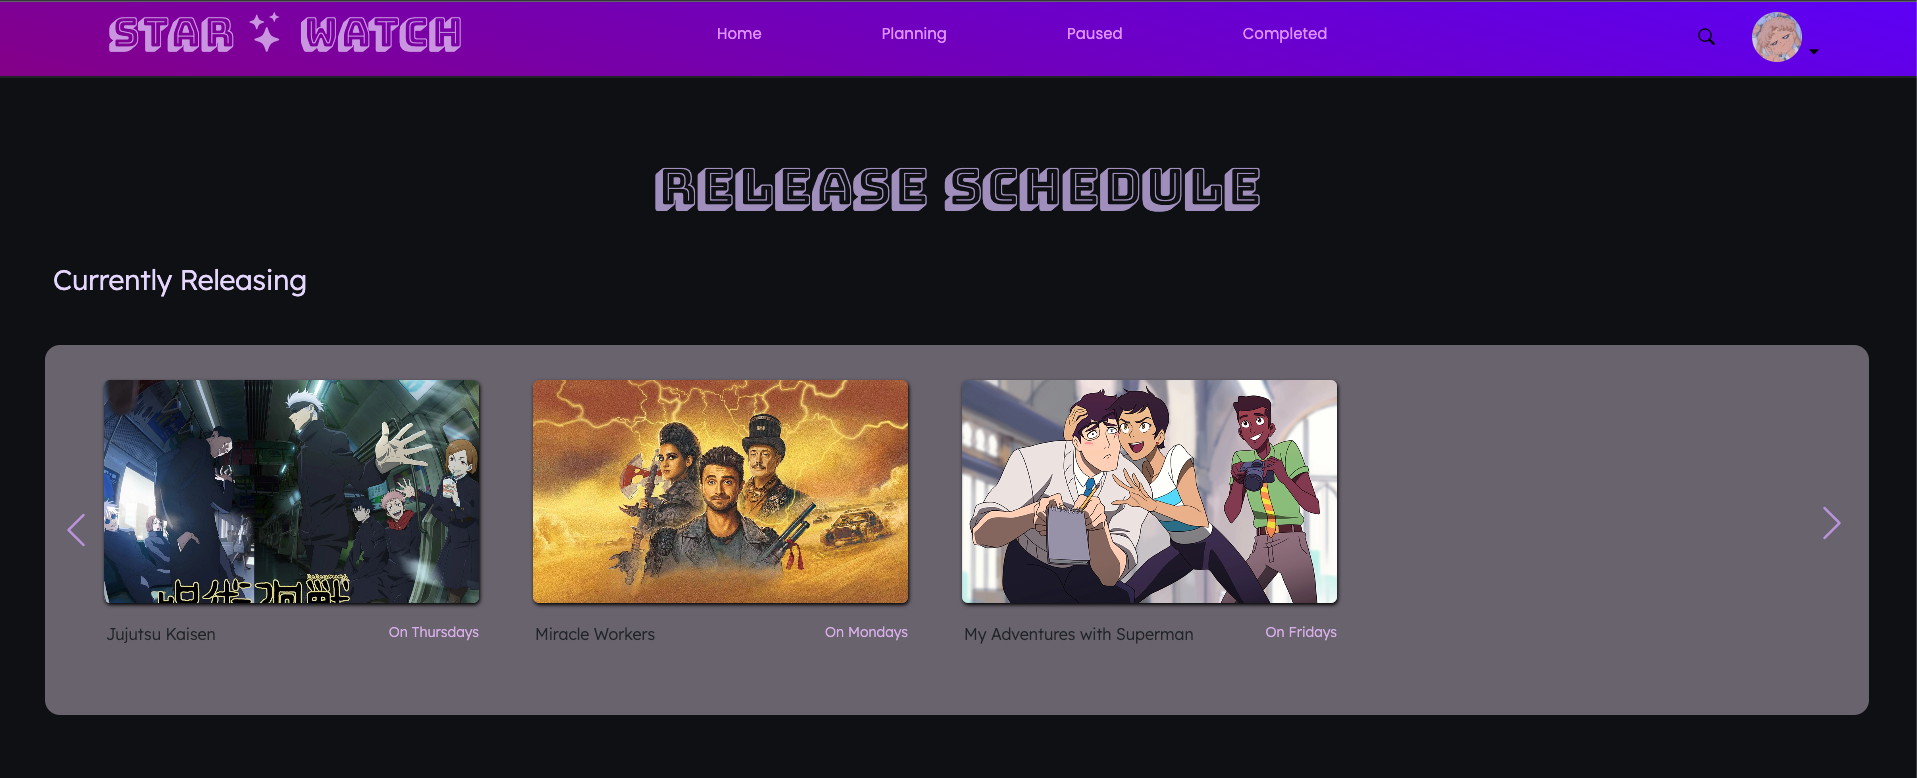 STAR WATCH
Home
Planning
Paused
Completed
RELEASE SCHEDULE
Currently Releasing
Jujutsu Kaisen
On Thursdays
Miracle Workers
On Mondays
My Adventures with Superman
On Fridays